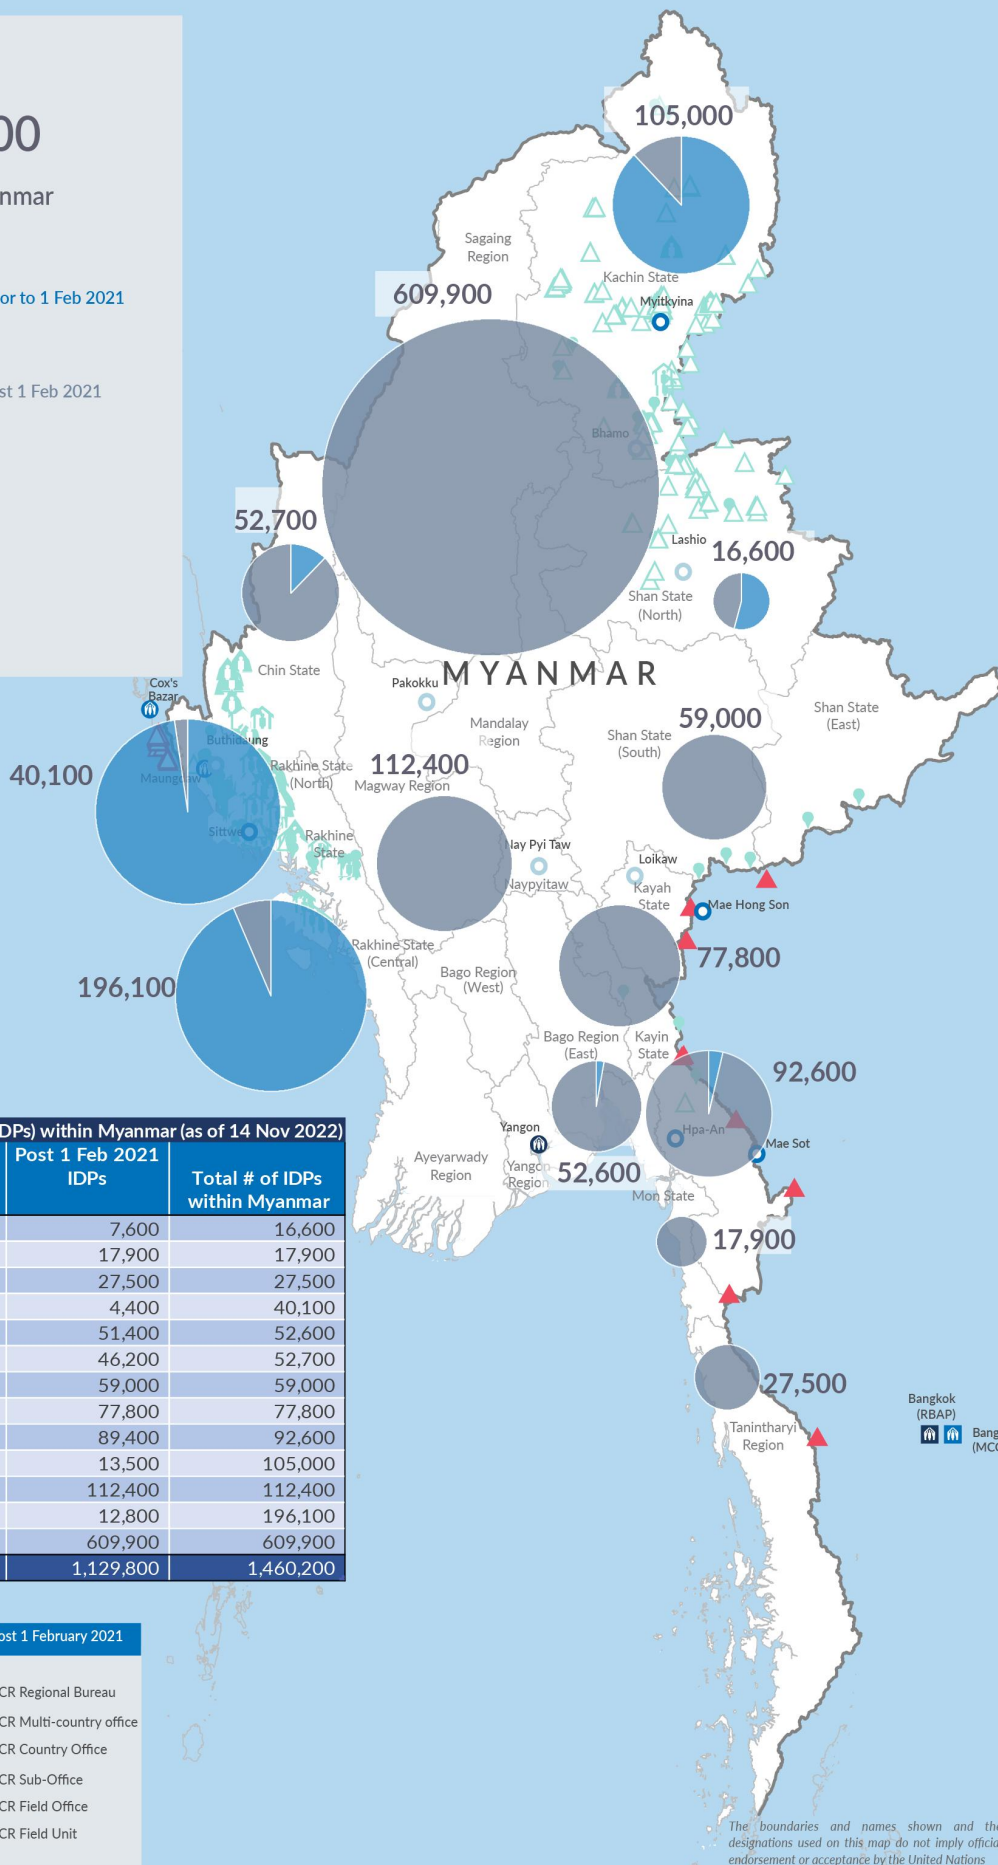 00
nmar
or to 1 Feb 2021
st 1 Feb 2021
105,000
Sagaing
Region
Kachin State
609,900
Myitkyina
Bhamo
52,700
Lashio
16,600
Shan State
(North)
Chin State
MYANMAR
Cox's
Bazar
Pakokku
Mandalay
Region
Shan State
(South)
59,000
Shan State
(East)
Buthidaung
40,100
Maungdaw
Rakhine State
(North)
112,400
Magway Region
Sittwe
Rakhine
State
Nay Pyi Taw
Naypyitaw
Loikaw
Kayah
State
Mae Hong Son
77,800
Rakhine State
(Central)
Bago Region
(West)
196,100
Bago Region
(East)
Kayin
State
92,600
Hpa-An
Mae Sot
Yangon
Yangon
Region
Ayeyarwady
Region
52,600
Mon State
17,900
27,500
Tanintharyi
Region
Bangkok
(RBAP)
Bang
(MCO
DPs) within Myanmar (as of 14 Nov 2022)
Post 1 Feb 2021
IDPs
Total # of IDPs
within Myanmar
7,600 16,600
17,900 17,900
27,500 27,500
4,400 40,100
51,400 52,600
46,200 52,700
59,000 59,000
77,800 77,800
89,400 92,600
13,500 105,000
112,400 112,400
12,800 196,100
609,900 609,900
1,129,800 1,460,200
ost 1 February 2021
CR Regional Bureau
CR Multi-country office
CR Country Office
CR Sub-Office
CR Field Office
CR Field Unit
The boundaries and names shown and the
designations used on this map do not imply official
endorsement or acceptance by the United Nations